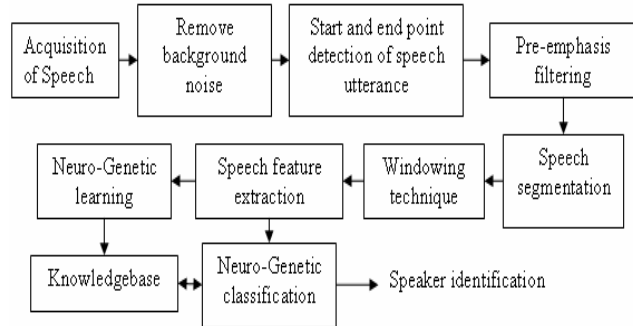 Acquisition
of Speech
Remove
background
noise
Start and end point
detection of speech
utterance
Pre-emphasis
filtering
Speech
segmentation
Windowing
technique
Speech feature
extraction
Neuro-Genetic
learning
Knowledgebase
Neuro-Genetic
classification
Speaker identification